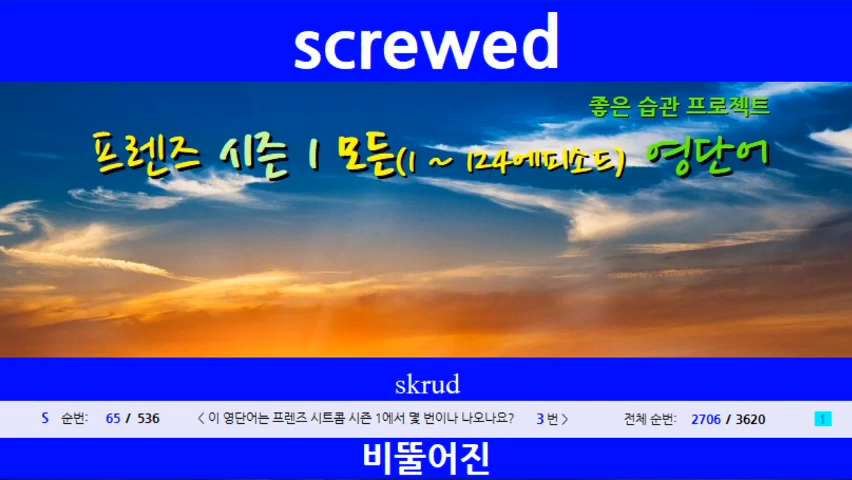 screwed
좋은 습관 프로젝트
프렌즈 시즌 1 모든(1 ~ 124에피소드) 영단어
skrud
S 순번: 65 / 536 < 이 영단어는 프렌즈 시트콤 시즌 1에서 몇 번이나 나오나요? 3 번 > 전체 순번: 2706 / 3620 1
비뚤어진